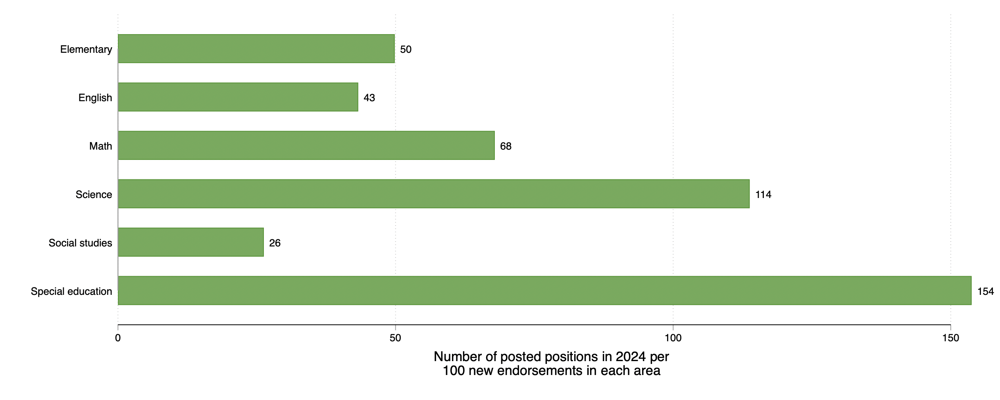 Elementary 50
English 43
Math 68
Science 114
Social studies 26
Special education 154
0 50 100 150
Number of posted positions in 2024 per
100 new endorsements in each area